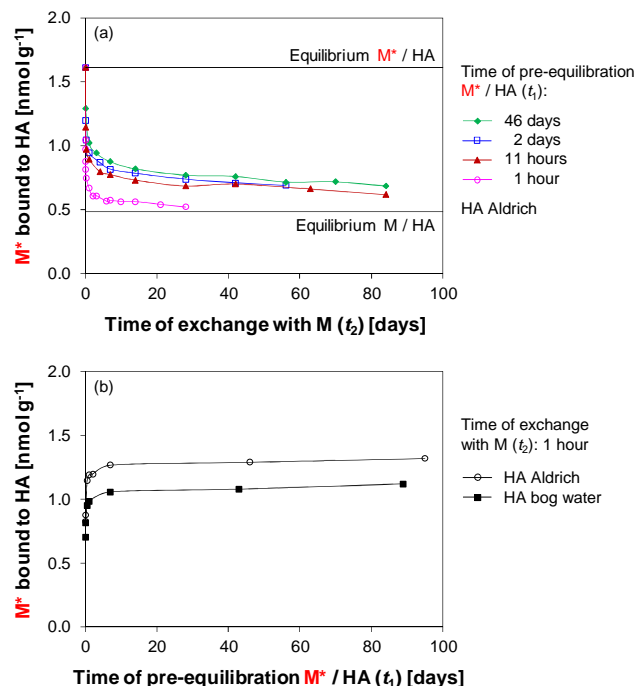 (a)
Equilibrium M* / HA
Equilibrium M / HA
M* bound to HA [nmol g⁻¹]
2.0
1.5
1.0
0.5
0.0
0 20 40 60 80 100
Time of exchange with M (t₂) [days]
Time of pre-equilibration
M* / HA (t₁):
46 days
2 days
11 hours
1 hour
HA Aldrich
(b)
M* bound to HA [nmol g⁻¹]
2.0
1.5
1.0
0.5
0.0
0 20 40 60 80 100
Time of pre-equilibration M* / HA (t₁) [days]
Time of exchange
with M (t₂): 1 hour
HA Aldrich
HA bog water